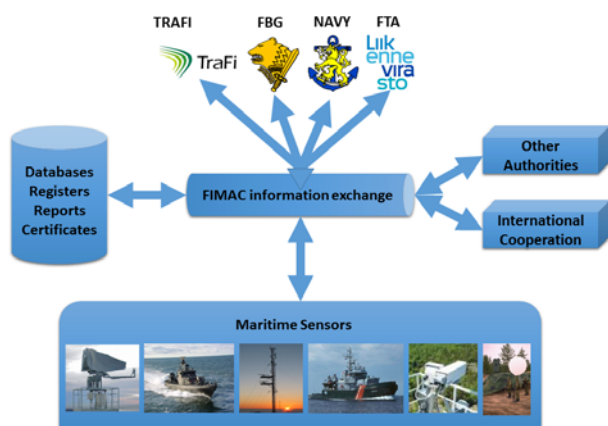 TRAFI
FBG
NAVY
FTA
TraFi
Liik
enne
vira
sto
Databases
Registers
Reports
Certificates
FIMAC information exchange
Other
Authorities
International
Cooperation
Maritime Sensors